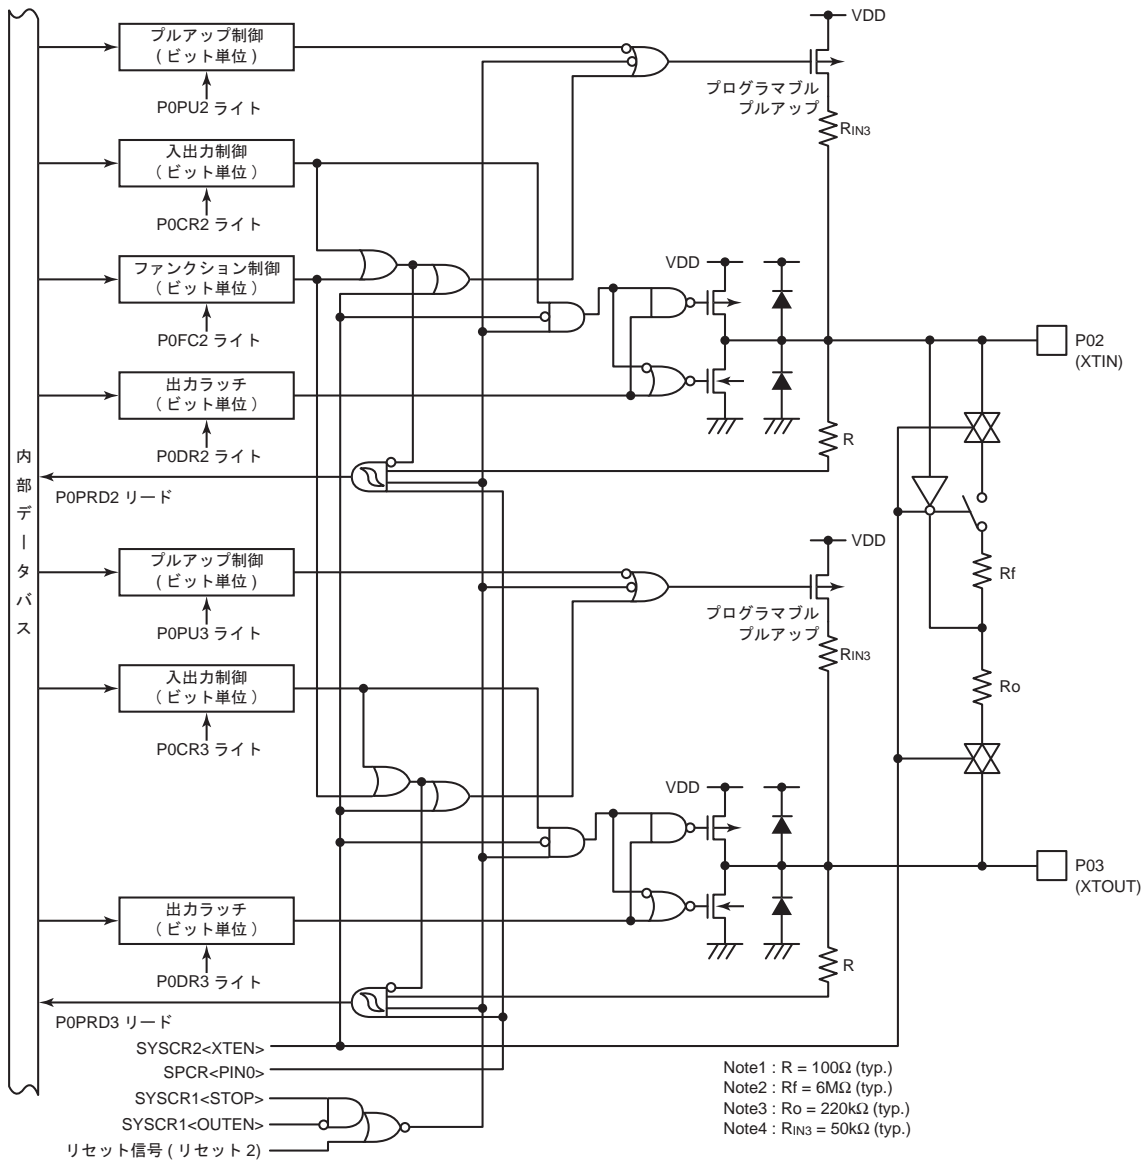 VDD
プルアップ制御
( ビット単位 )
P0PU2 ライト
プログラマブル
プルアップ
RIN3
入出力制御
( ビット単位 )
P0CR2 ライト
ファンクション制御
( ビット単位 )
P0FC2 ライト
VDD
P02
(XTIN)
出力ラッチ
( ビット単位 )
P0DR2 ライト
R
内部データバス
P0PRD2 リード
プルアップ制御
( ビット単位 )
P0PU3 ライト
VDD
プログラマブル
プルアップ
RIN3
Rf
Ro
入出力制御
( ビット単位 )
P0CR3 ライト
VDD
P03
(XTOUT)
出力ラッチ
( ビット単位 )
P0DR3 ライト
R
P0PRD3 リード
SYSCR2<XTEN>
SPCR<PIN0>
SYSCR1<STOP>
SYSCR1<OUTEN>
リセット信号 ( リセット 2)
Note1 : R = 100Ω (typ.)
Note2 : Rf = 6MΩ (typ.)
Note3 : Ro = 220kΩ (typ.)
Note4 : RIN3 = 50kΩ (typ.)